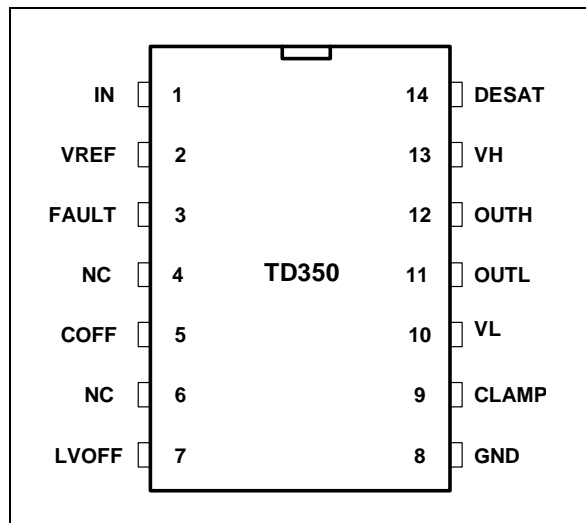 IN 1 14 DESAT
VREF 2 13 VH
FAULT 3 12 OUTH
NC 4 TD350 11 OUTL
COFF 5 10 VL
NC 6 9 CLAMP
LVOFF 7 8 GND